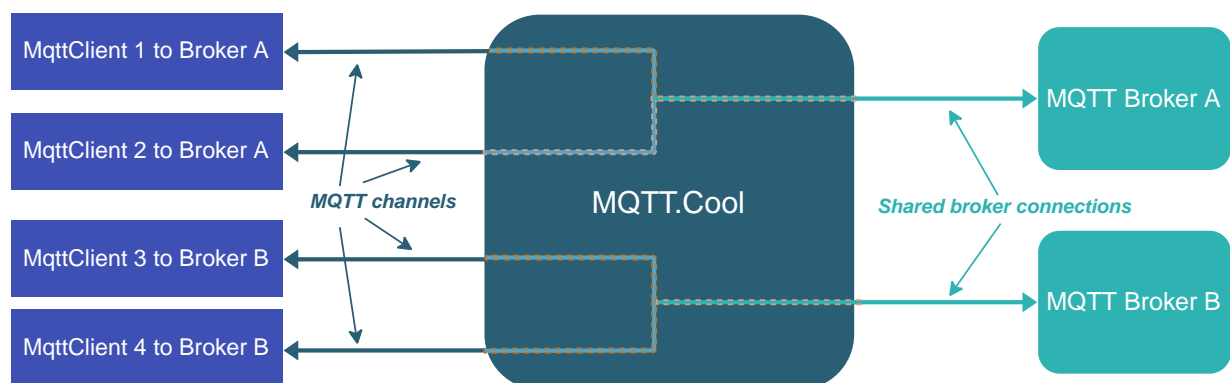 MqttClient 1 to Broker A
MqttClient 2 to Broker A
MQTT channels
MqttClient 3 to Broker B
MqttClient 4 to Broker B
MQTT.Cool
MQTT Broker A
Shared broker connections
MQTT Broker B